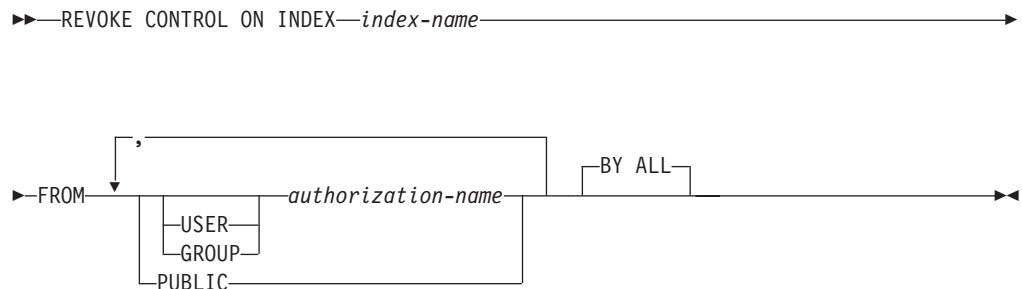 REVOKE CONTROL ON INDEX index-name
,
BY ALL
FROM authorization-name
USER
GROUP
PUBLIC